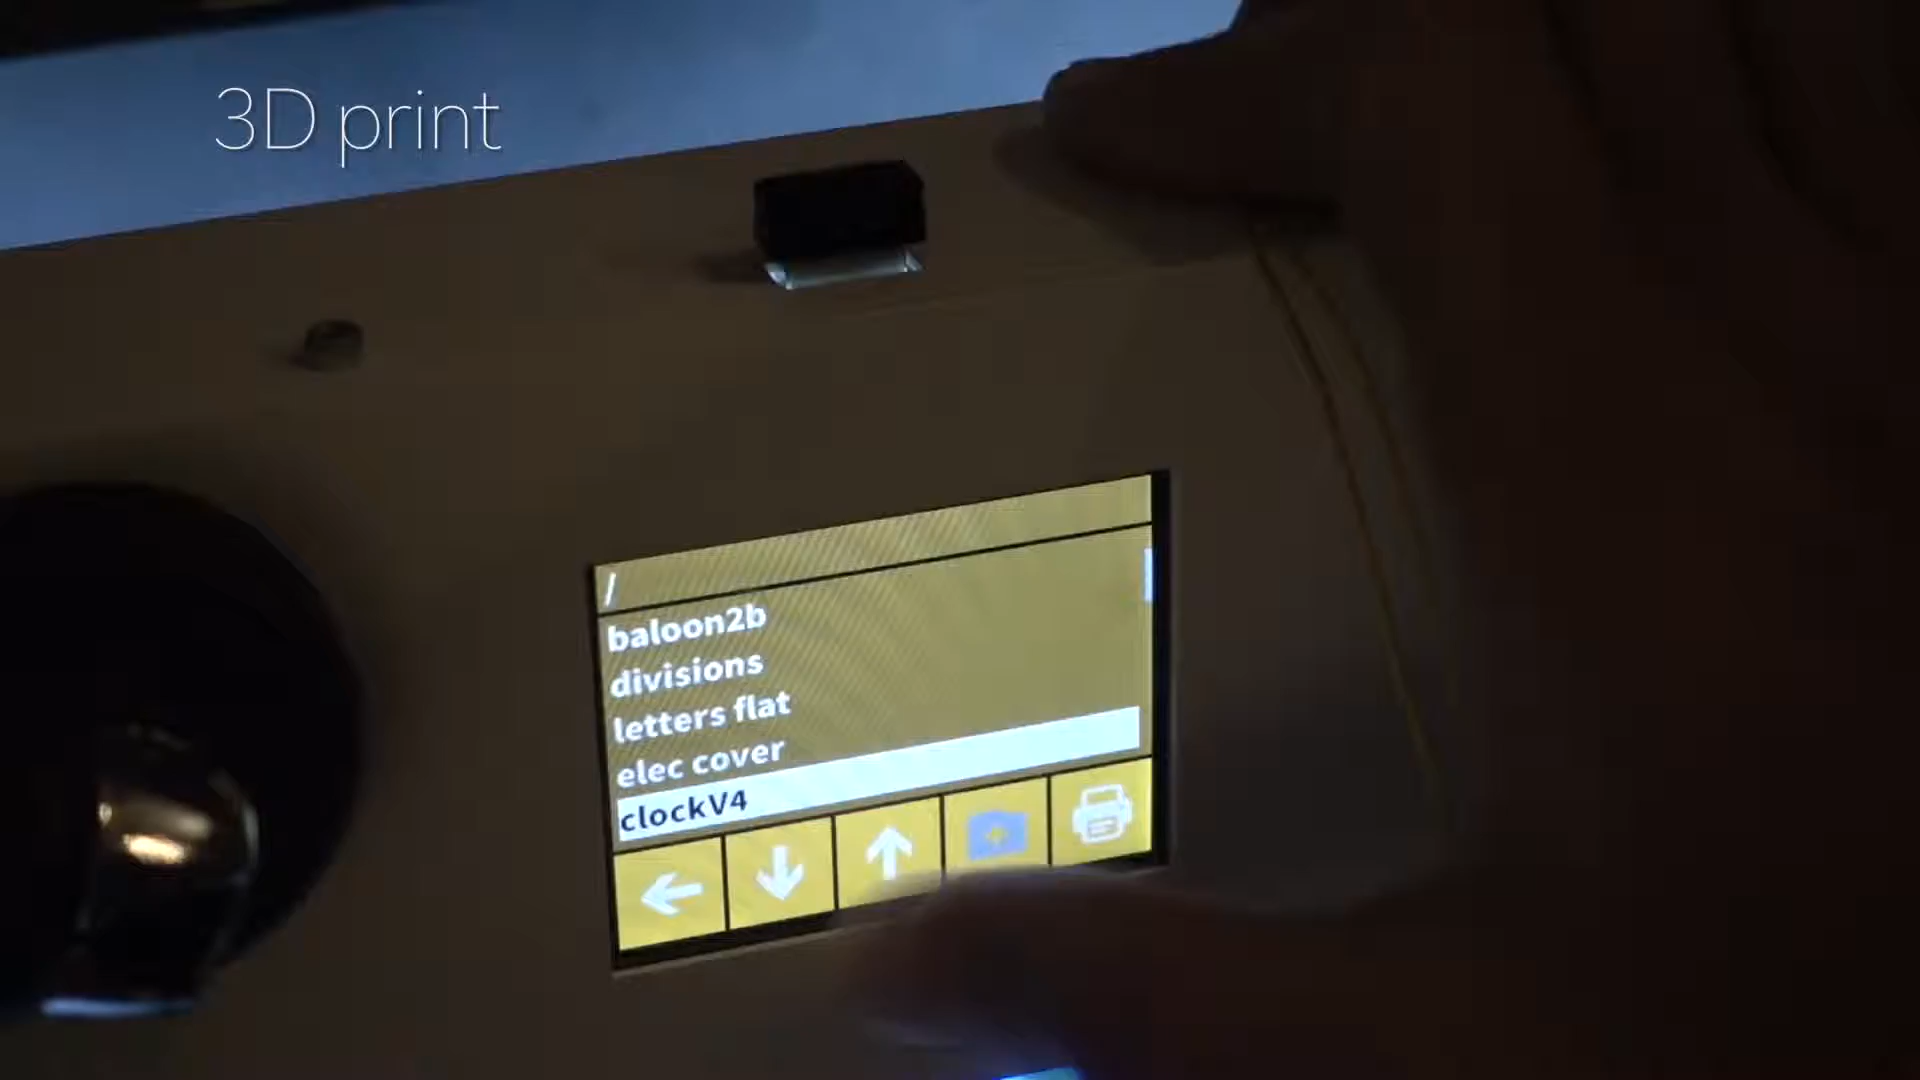 3D print
/
baloon2b
divisions
letters flat
elec cover
clockV4